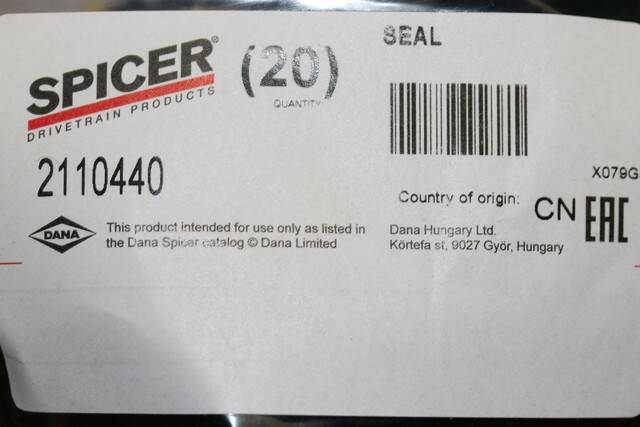 SPICER®
DRIVETRAIN PRODUCTS
(20)
QUANTITY
SEAL
2110440
X079G
Country of origin: CN
EAC
DANA
This product intended for use only as listed in
the Dana Spicer catalog © Dana Limited
Dana Hungary Ltd.
Körtefa st. 9027 Győr, Hungary